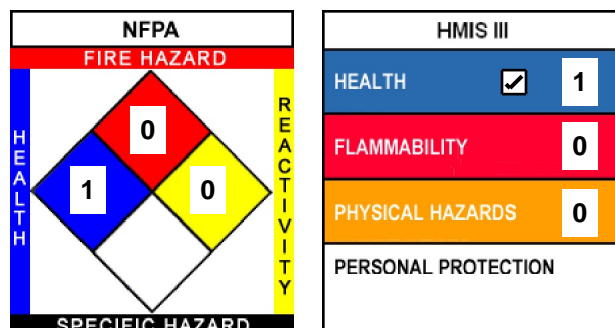 NFPA
FIRE HAZARD
HEALTH
0
1
0
REACTIVITY
SPECIFIC HAZARD
HMIS III
HEALTH 1
FLAMMABILITY 0
PHYSICAL HAZARDS 0
PERSONAL PROTECTION